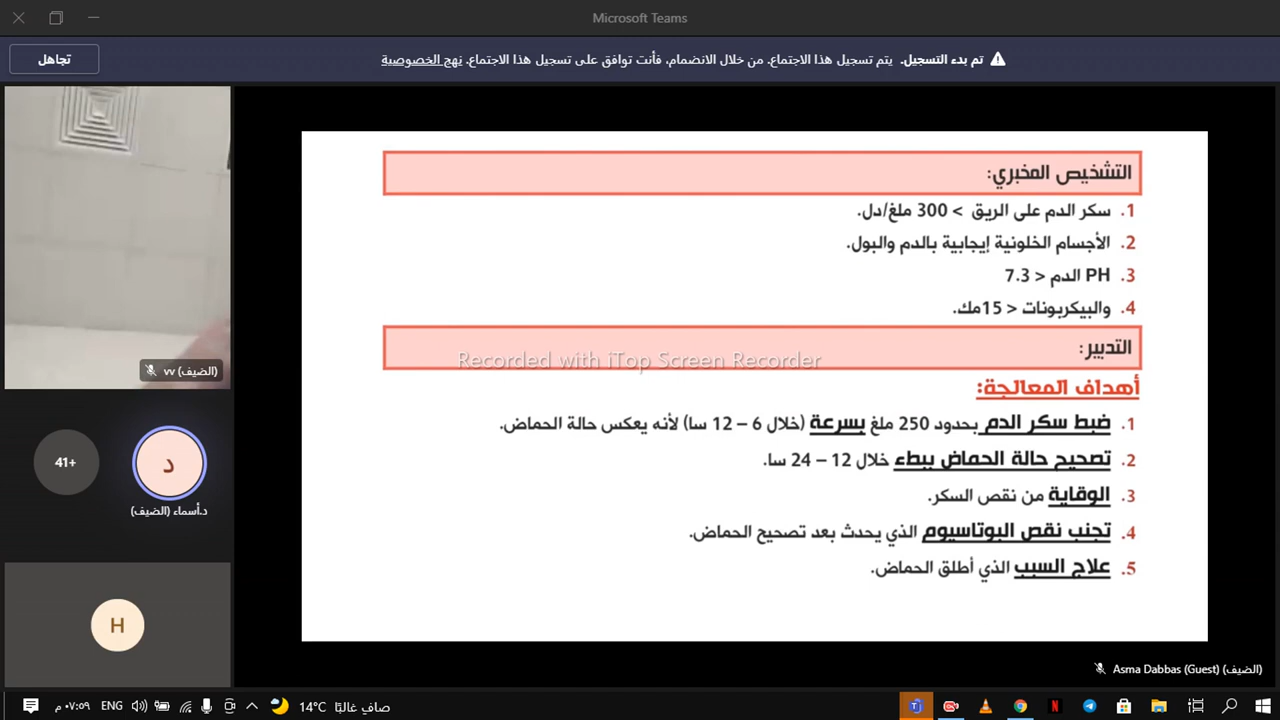 Microsoft Teams
تم بدء التسجيل. يتم تسجيل هذا الاجتماع. من خلال الانضمام، فأنت توافق على تسجيل هذا الاجتماع. نهج الخصوصية
تجاهل
التشخيص المخبري:
1. سكر الدم على الريق > 300 ملغ/دل.
2. الأجسام الخلونية إيجابية بالدم والبول.
3. PH الدم < 7.3
4. والبيكربونات < 15مك.
التدبير:
Recorded with iTop Screen Recorder
أهداف المعالجة:
1. ضبط سكر الدم بحدود 250 ملغ بسرعة (خلال 6 – 12 سا) لأنه يعكس حالة الحماض.
2. تصحيح حالة الحماض ببطء خلال 12 – 24 سا.
3. الوقاية من نقص السكر.
4. تجنب نقص البوتاسيوم الذي يحدث بعد تصحيح الحماض.
5. علاج السبب الذي أطلق الحماض.
vv (الضيف)
41+
د
د.أسماء (الضيف)
H
Asma Dabbas (Guest) (الضيف)
صافٍ غالبًا 14°C
ENG
٠٧:٥٩ م